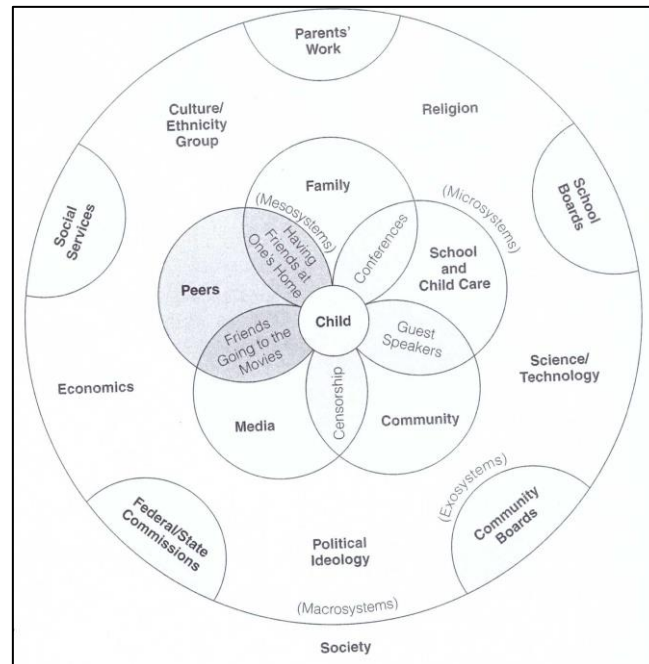 Parents'
Work
Culture/
Ethnicity
Group
Religion
Social
Services
School
Boards
Family
(Mesosystems)
(Microsystems)
Having
Friends at
One's Home
Conferences
School
and
Child Care
Peers
Child
Friends
Going to the
Movies
Guest
Speakers
Economics
Science/
Technology
Media
Censorship
Community
(Exosystems)
Federal/State
Commissions
Community
Boards
Political
Ideology
(Macrosystems)
Society